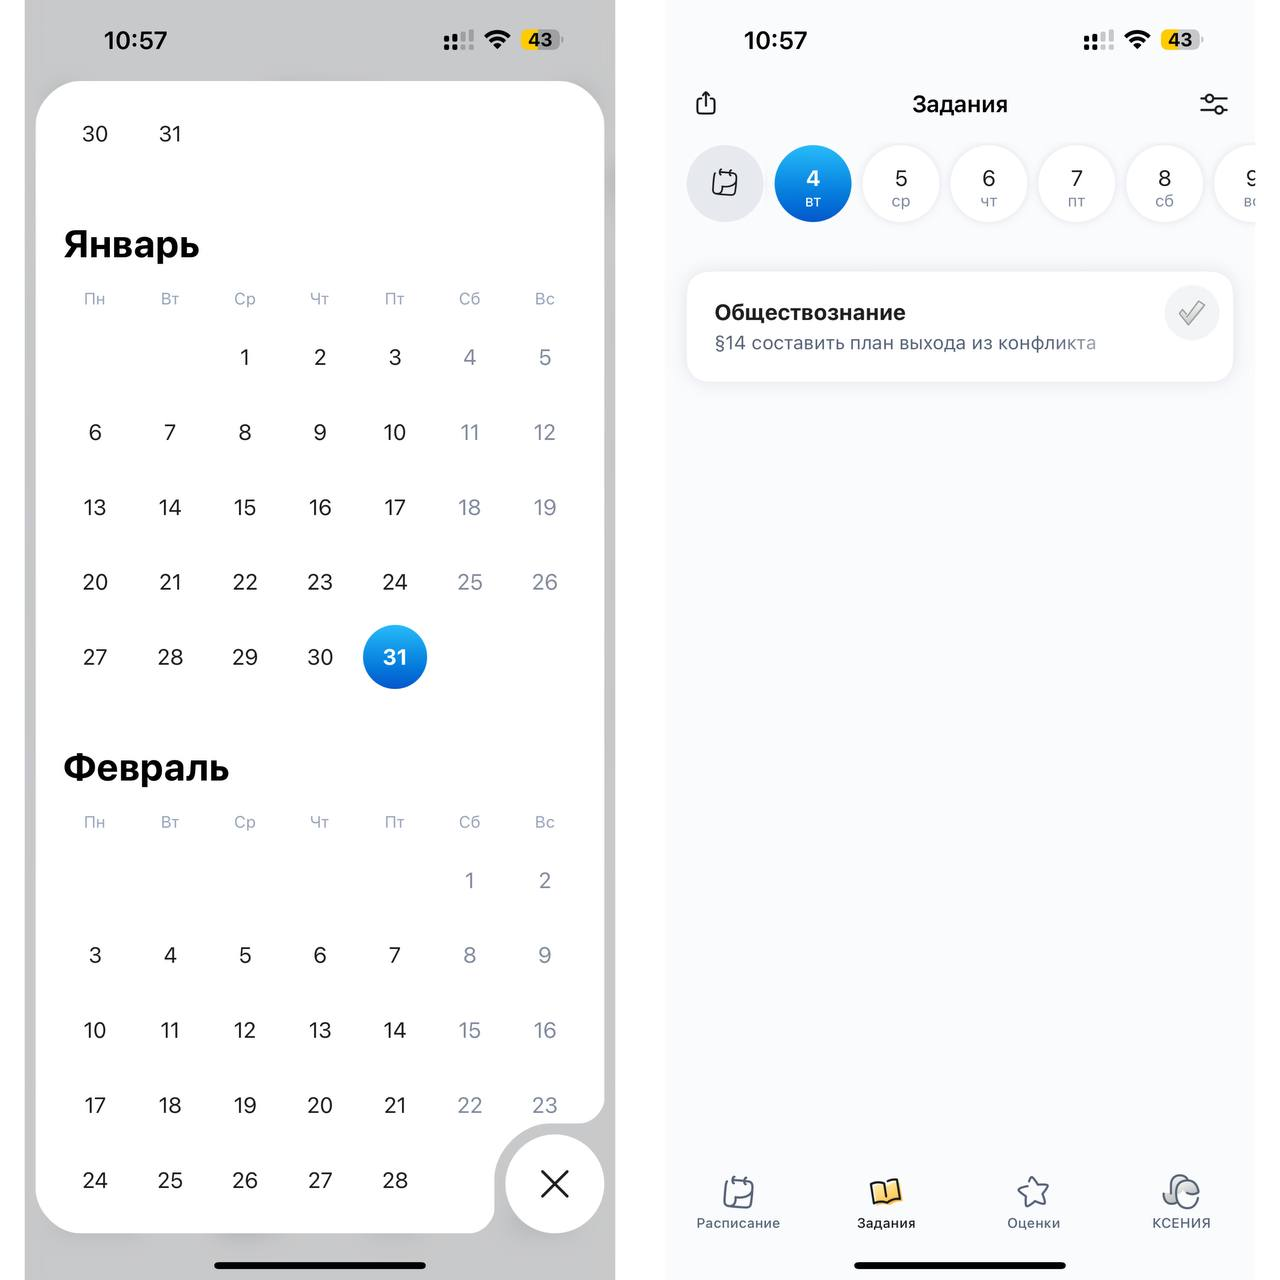 10:57
43
30 31
Январь
Пн Вт Ср Чт Пт Сб Вс
1 2 3 4 5
6 7 8 9 10 11 12
13 14 15 16 17 18 19
20 21 22 23 24 25 26
27 28 29 30 31
Февраль
Пн Вт Ср Чт Пт Сб Вс
1 2
3 4 5 6 7 8 9
10 11 12 13 14 15 16
17 18 19 20 21 22 23
24 25 26 27 28
10:57
43
Задания
4 5 6 7 8 9
вт ср чт пт сб вс
Обществознание
§14 составить план выхода из конфликта
Расписание Задания Оценки КСЕНИЯ